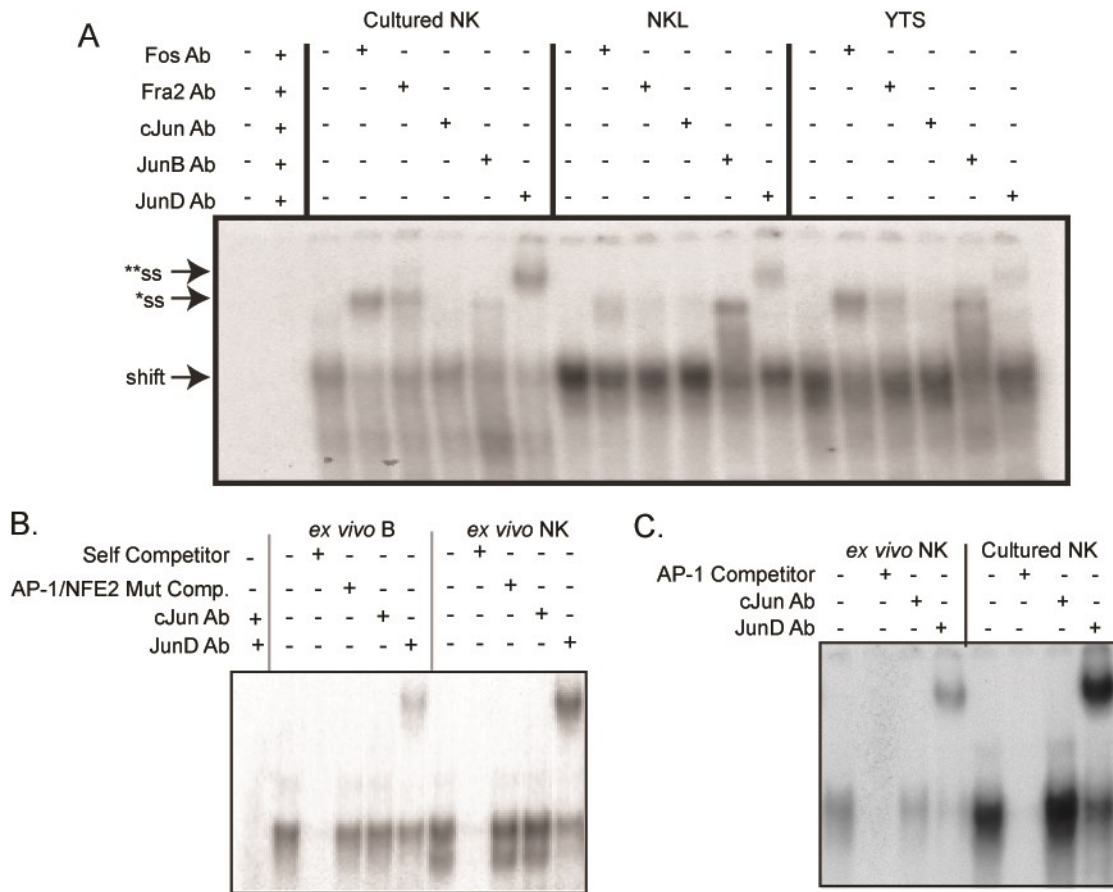 A
Cultured NK NKL YTS
Fos Ab - + - + - - - - - + - - - - - + - - - -
Fra2 Ab - + - - + - - - - - + - - - - - + - - -
cJun Ab - + - - - + - - - - - + - - - - - + - -
JunB Ab - + - - - - + - - - - - + - - - - - + -
JunD Ab - + - - - - - + - - - - - + - - - - - +
**ss
*ss
shift
B.
ex vivo B ex vivo NK
Self Competitor - - + - - - - + - - -
AP-1/NFE2 Mut Comp. - - - + - - - - + - -
cJun Ab + - - - + - - - - + -
JunD Ab + - - - - + - - - - +
C.
ex vivo NK Cultured NK
AP-1 Competitor - + - - - + - -
cJun Ab - - + - - - + -
JunD Ab - - - + - - - +